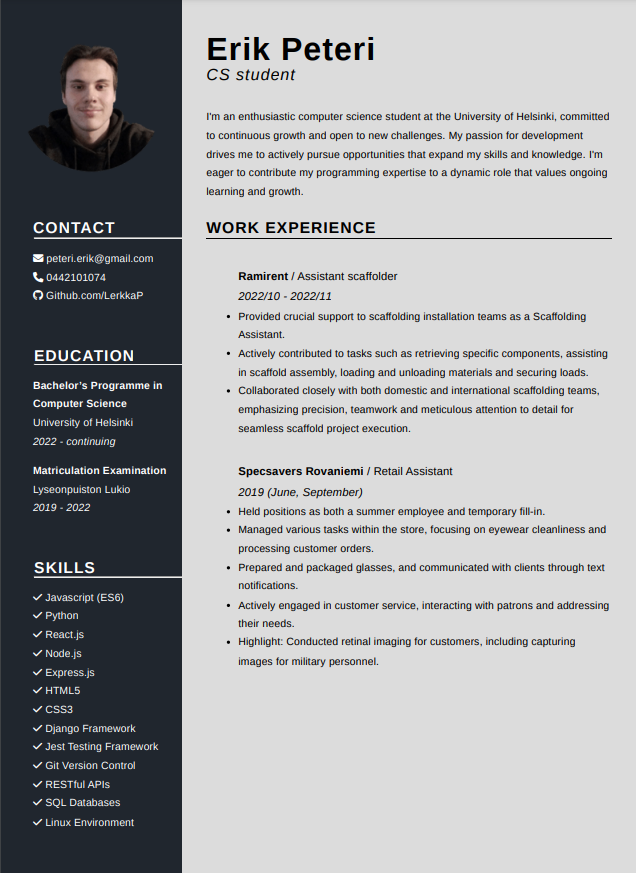 Erik Peteri
CS student
I'm an enthusiastic computer science student at the University of Helsinki, committed
to continuous growth and open to new challenges. My passion for development
drives me to actively pursue opportunities that expand my skills and knowledge. I'm
eager to contribute my programming expertise to a dynamic role that values ongoing
learning and growth.
CONTACT
peteri.erik@gmail.com
0442101074
Github.com/LerkkaP
EDUCATION
Bachelor's Programme in
Computer Science
University of Helsinki
2022 - continuing
Matriculation Examination
Lyseonpuiston Lukio
2019 - 2022
SKILLS
Javascript (ES6)
Python
React.js
Node.js
Express.js
HTML5
CSS3
Django Framework
Jest Testing Framework
Git Version Control
RESTful APIs
SQL Databases
Linux Environment
WORK EXPERIENCE
Ramirent / Assistant scaffolder
2022/10 - 2022/11
• Provided crucial support to scaffolding installation teams as a Scaffolding
Assistant.
• Actively contributed to tasks such as retrieving specific components, assisting
in scaffold assembly, loading and unloading materials and securing loads.
• Collaborated closely with both domestic and international scaffolding teams,
emphasizing precision, teamwork and meticulous attention to detail for
seamless scaffold project execution.
Specsavers Rovaniemi / Retail Assistant
2019 (June, September)
• Held positions as both a summer employee and temporary fill-in.
• Managed various tasks within the store, focusing on eyewear cleanliness and
processing customer orders.
• Prepared and packaged glasses, and communicated with clients through text
notifications.
• Actively engaged in customer service, interacting with patrons and addressing
their needs.
• Highlight: Conducted retinal imaging for customers, including capturing
images for military personnel.